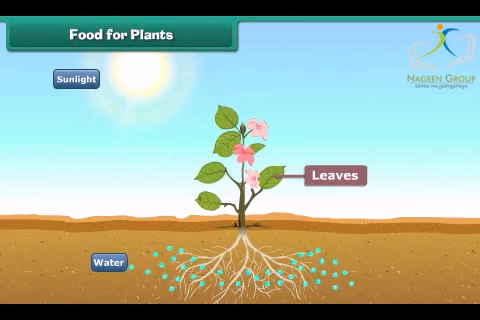 Food for Plants
Sunlight
NAGEEN GROUP
Leaves
Water